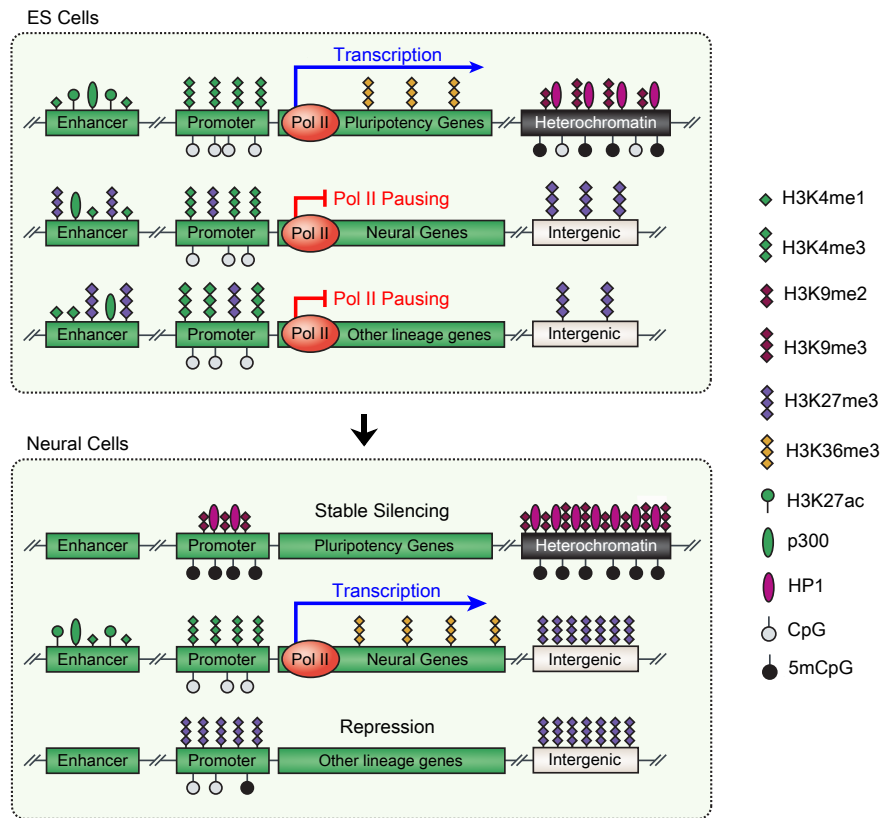 ES Cells
Transcription
Enhancer
Promoter
Pol II
Pluripotency Genes
Heterochromatin
Pol II Pausing
Enhancer
Promoter
Pol II
Neural Genes
Intergenic
Pol II Pausing
Enhancer
Promoter
Pol II
Other lineage genes
Intergenic
Neural Cells
Stable Silencing
Enhancer
Promoter
Pluripotency Genes
Heterochromatin
Transcription
Enhancer
Promoter
Pol II
Neural Genes
Intergenic
Repression
Enhancer
Promoter
Other lineage genes
Intergenic
H3K4me1
H3K4me3
H3K9me2
H3K9me3
H3K27me3
H3K36me3
H3K27ac
p300
HP1
CpG
5mCpG